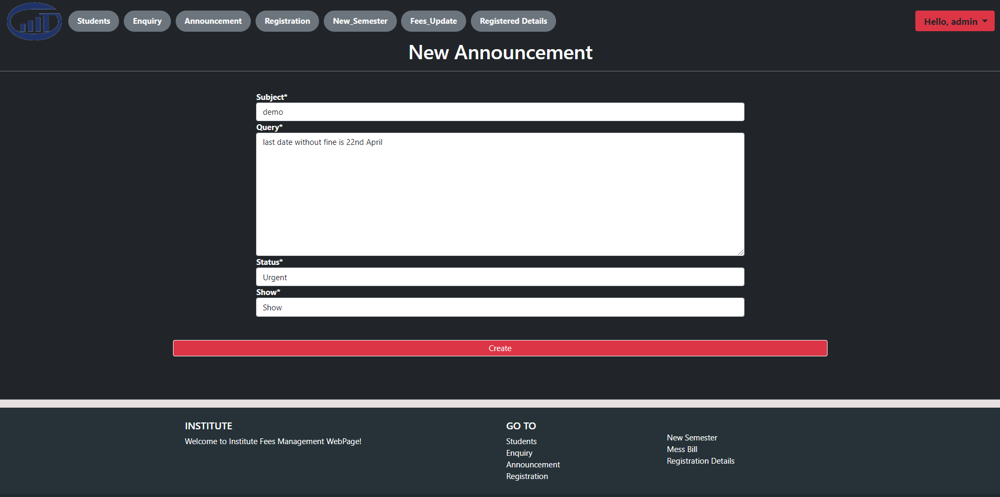 Students Enquiry Announcement Registration New_Semester Fees_Update Registered Details Hello, admin
New Announcement
Subject*
demo
Query*
last date without fine is 22nd April
Status*
Urgent
Show*
Show
Create
INSTITUTE
Welcome to Institute Fees Management WebPage!
GO TO
Students
Enquiry
Announcement
Registration
New Semester
Mess Bill
Registration Details